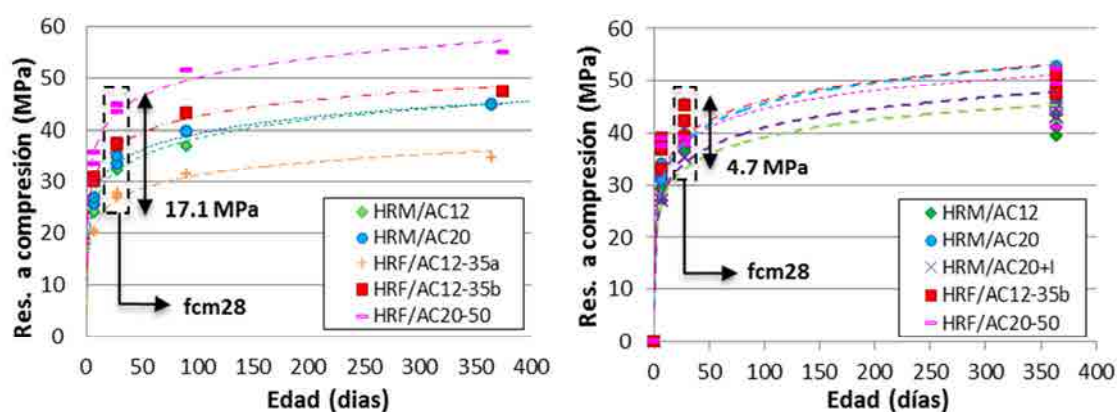 Res. a compresión (MPa)
60
50
40
30
20
10
0
17.1 MPa
fcm28
HRM/AC12
HRM/AC20
HRF/AC12-35a
HRF/AC12-35b
HRF/AC20-50
0 50 100 150 200 250 300 350 400
Edad (dias)
Res. a compresión (MPa)
60
50
40
30
20
10
0
4.7 MPa
fcm28
HRM/AC12
HRM/AC20
HRM/AC20+I
HRF/AC12-35b
HRF/AC20-50
0 50 100 150 200 250 300 350 400
Edad (días)